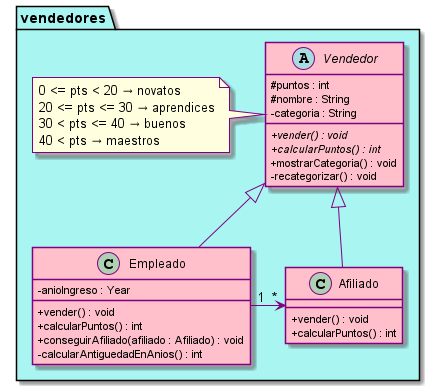 vendedores
A Vendedor
#puntos : int
#nombre : String
-categoria : String
+vender() : void
+calcularPuntos() : int
+mostrarCategoria() : void
-recategorizar() : void
0 <= pts < 20 → novatos
20 <= pts <= 30 → aprendices
30 < pts <= 40 → buenos
40 < pts → maestros
C Empleado
-anioIngreso : Year
+vender() : void
+calcularPuntos() : int
+conseguirAfiliado(afiliado : Afiliado) : void
-calcularAntiguedadEnAnios() : int
1 *
C Afiliado
+vender() : void
+calcularPuntos() : int